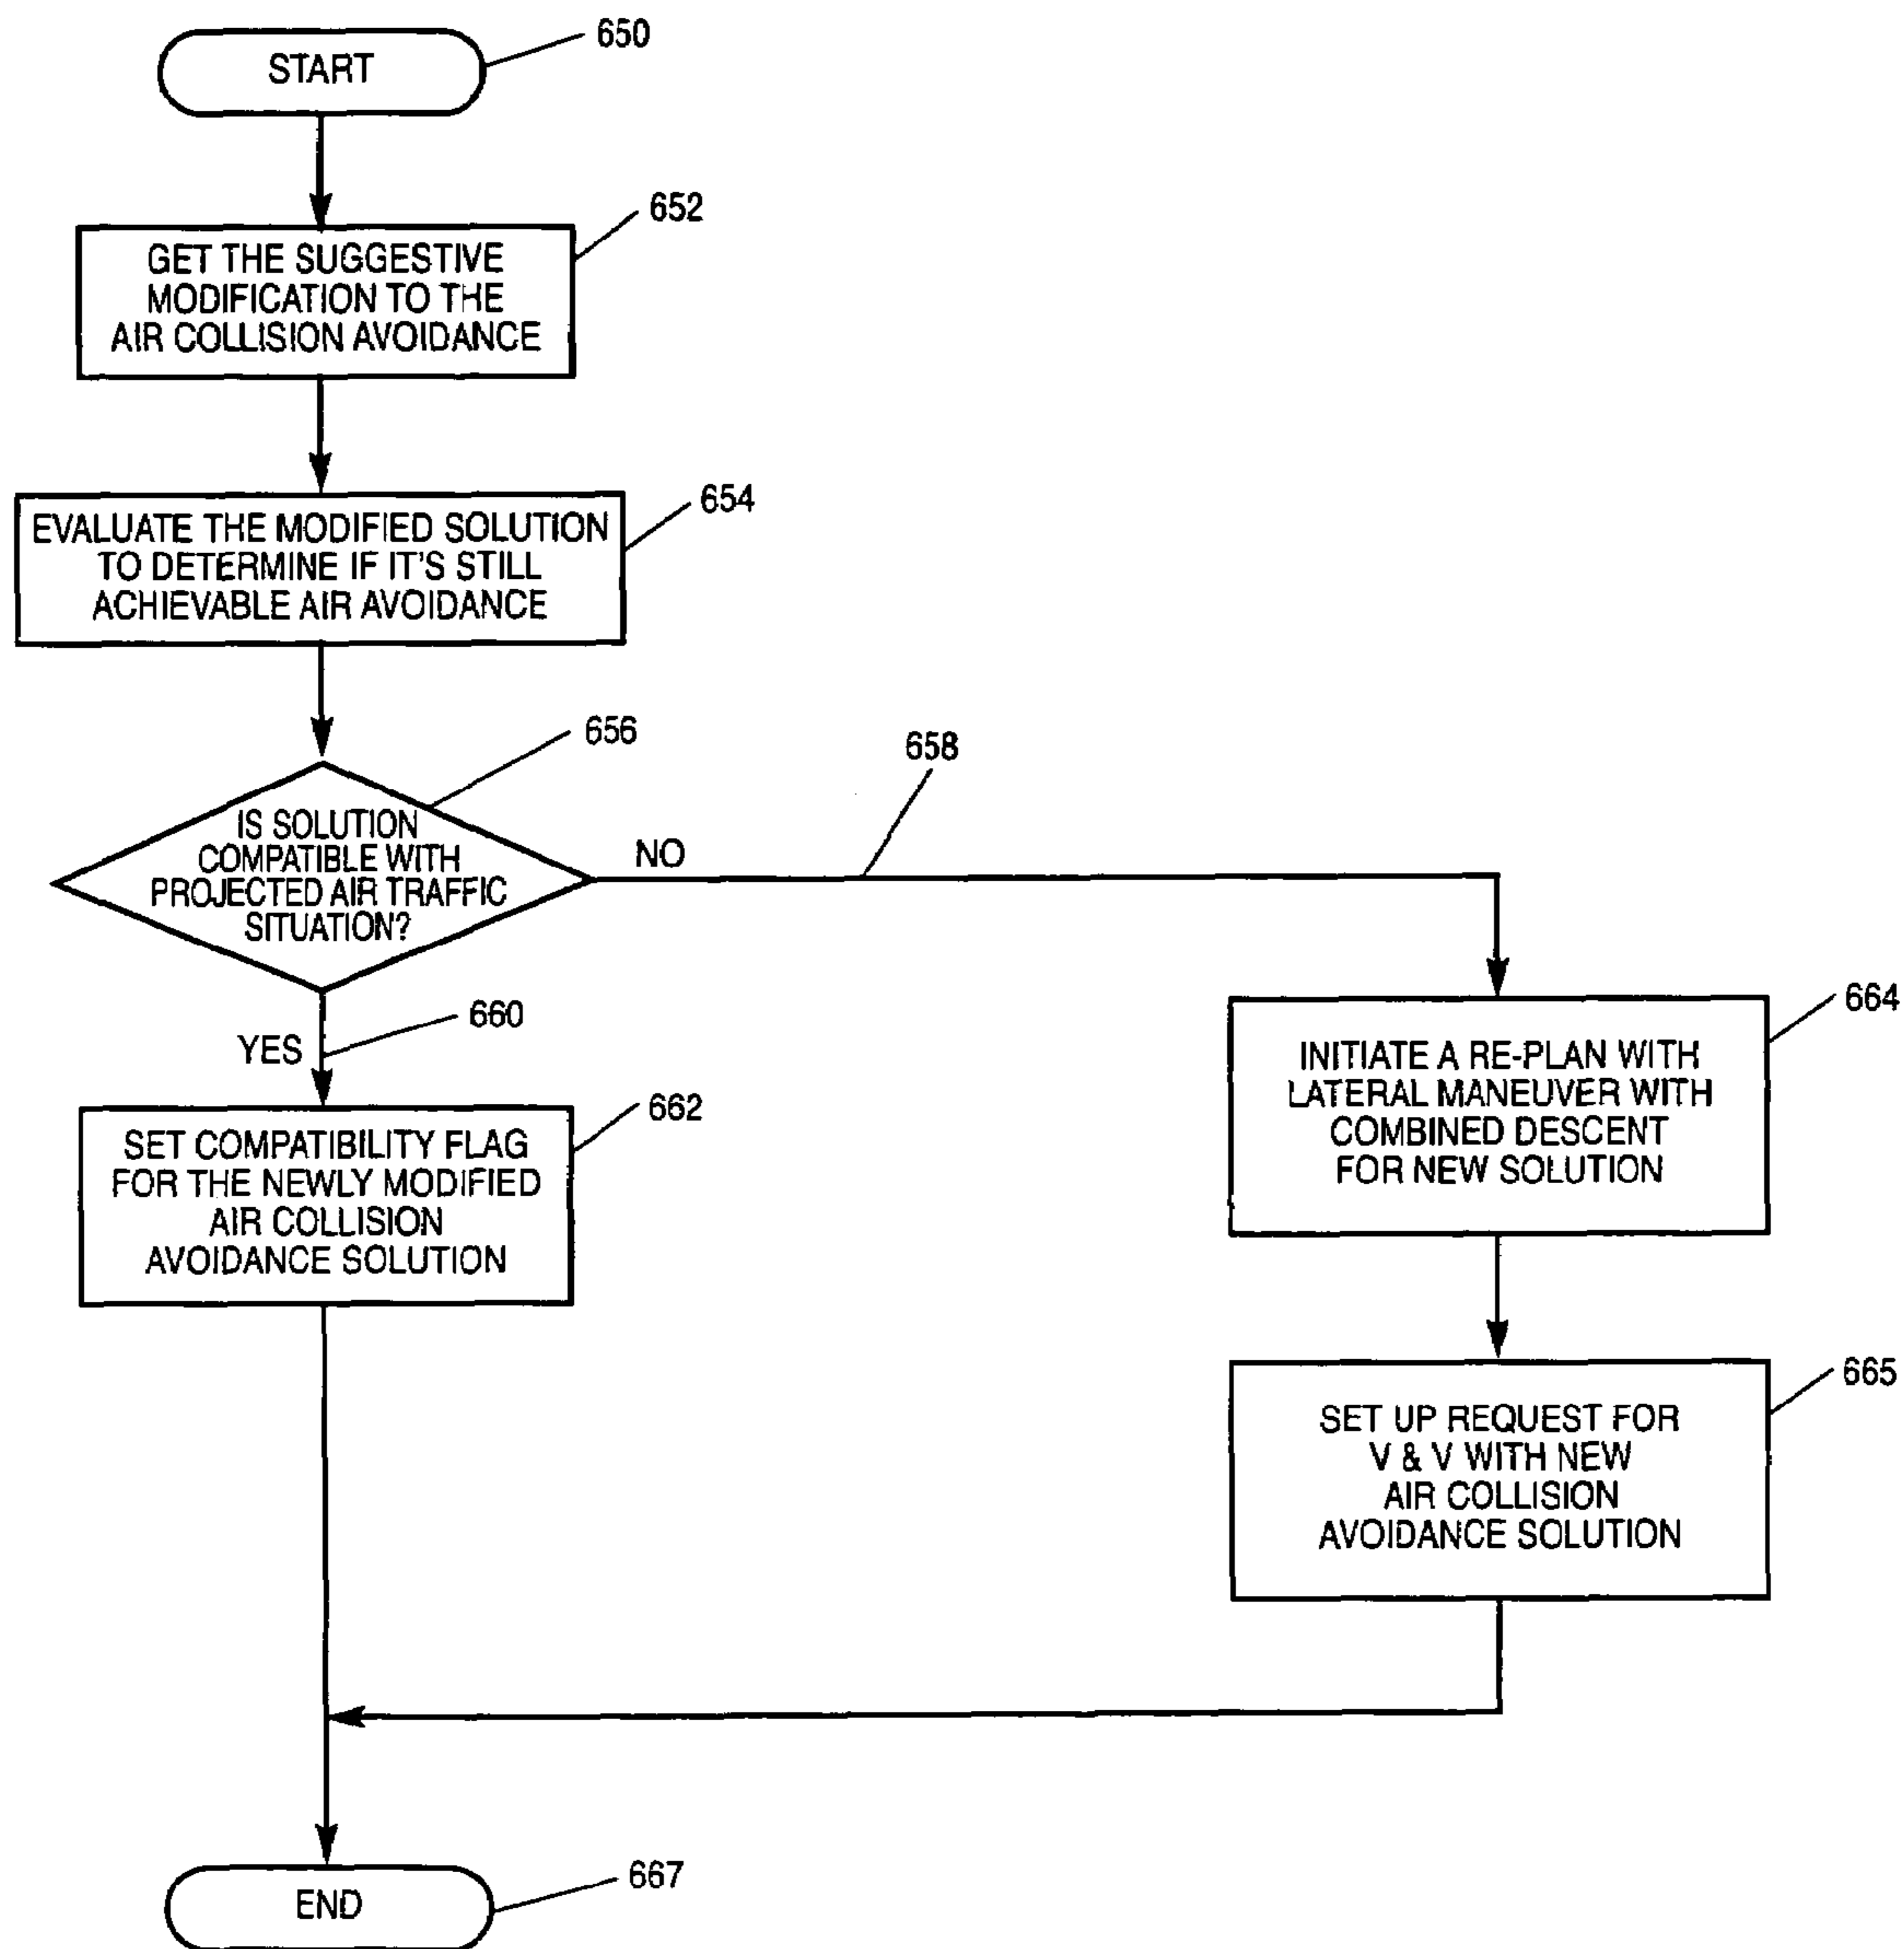 START
650
GET THE SUGGESTIVE
MODIFICATION TO THE
AIR COLLISION AVOIDANCE
652
EVALUATE THE MODIFIED SOLUTION
TO DETERMINE IF IT'S STILL
ACHIEVABLE AIR AVOIDANCE
654
IS SOLUTION
COMPATIBLE WITH
PROJECTED AIR TRAFFIC
SITUATION?
656
NO
658
YES
660
SET COMPATIBILITY FLAG
FOR THE NEWLY MODIFIED
AIR COLLISION
AVOIDANCE SOLUTION
662
INITIATE A RE-PLAN WITH
LATERAL MANEUVER WITH
COMBINED DESCENT
FOR NEW SOLUTION
664
SET UP REQUEST FOR
V & V WITH NEW
AIR COLLISION
AVOIDANCE SOLUTION
665
END
667